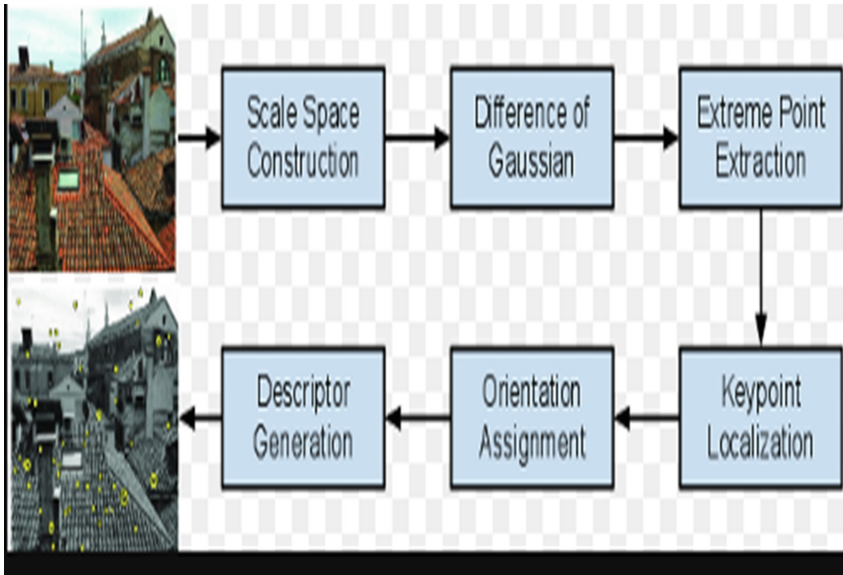 Scale Space
Construction
Difference of
Gaussian
Extreme Point
Extraction
Keypoint
Localization
Orientation
Assignment
Descriptor
Generation